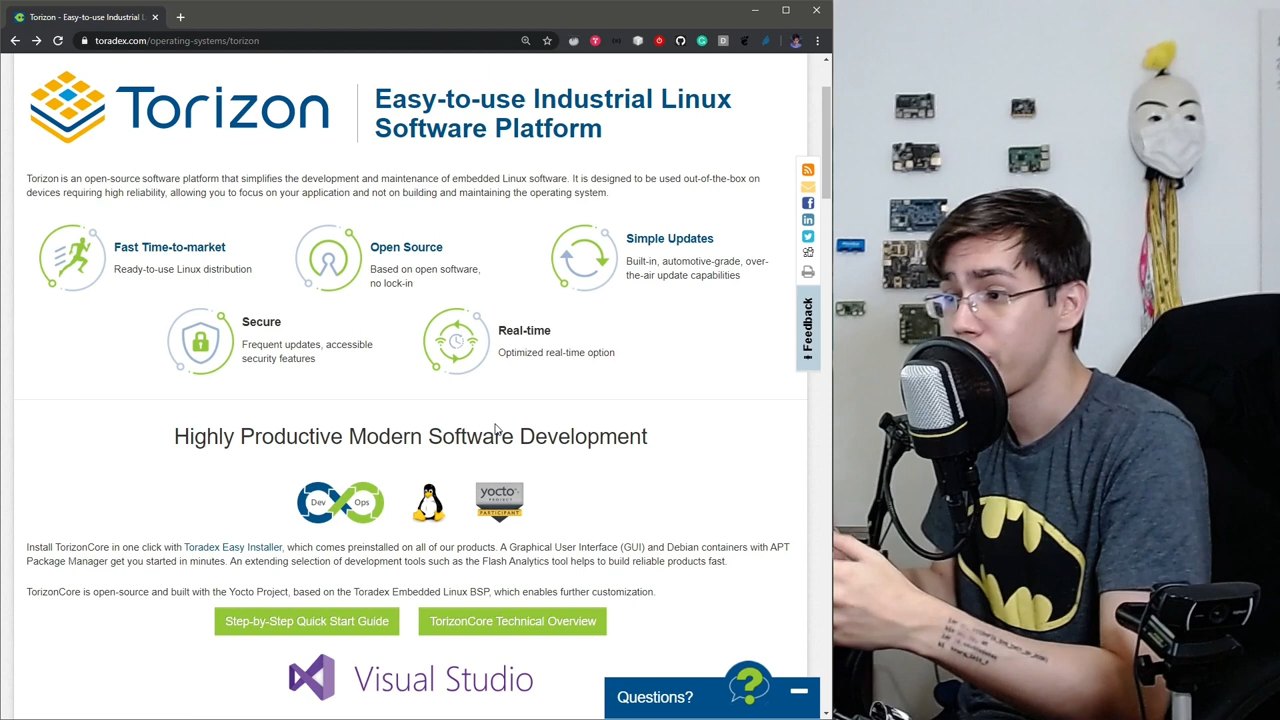 Torizon - Easy-to-use Industrial L
toradex.com/operating-systems/torizon
Torizon
Easy-to-use Industrial Linux
Software Platform
Torizon is an open-source software platform that simplifies the development and maintenance of embedded Linux software. It is designed to be used out-of-the-box on
devices requiring high reliability, allowing you to focus on your application and not on building and maintaining the operating system.
Fast Time-to-market
Ready-to-use Linux distribution
Open Source
Based on open software,
no lock-in
Simple Updates
Built-in, automotive-grade, over-
the-air update capabilities
Secure
Frequent updates, accessible
security features
Real-time
Optimized real-time option
Feedback
Highly Productive Modern Software Development
Dev Ops
yocto
PROJECT
PARTICIPANT
Install TorizonCore in one click with Toradex Easy Installer, which comes preinstalled on all of our products. A Graphical User Interface (GUI) and Debian containers with APT
Package Manager get you started in minutes. An extending selection of development tools such as the Flash Analytics tool helps to build reliable products fast.
TorizonCore is open-source and built with the Yocto Project, based on the Toradex Embedded Linux BSP, which enables further customization.
Step-by-Step Quick Start Guide
TorizonCore Technical Overview
Visual Studio
Questions?
?